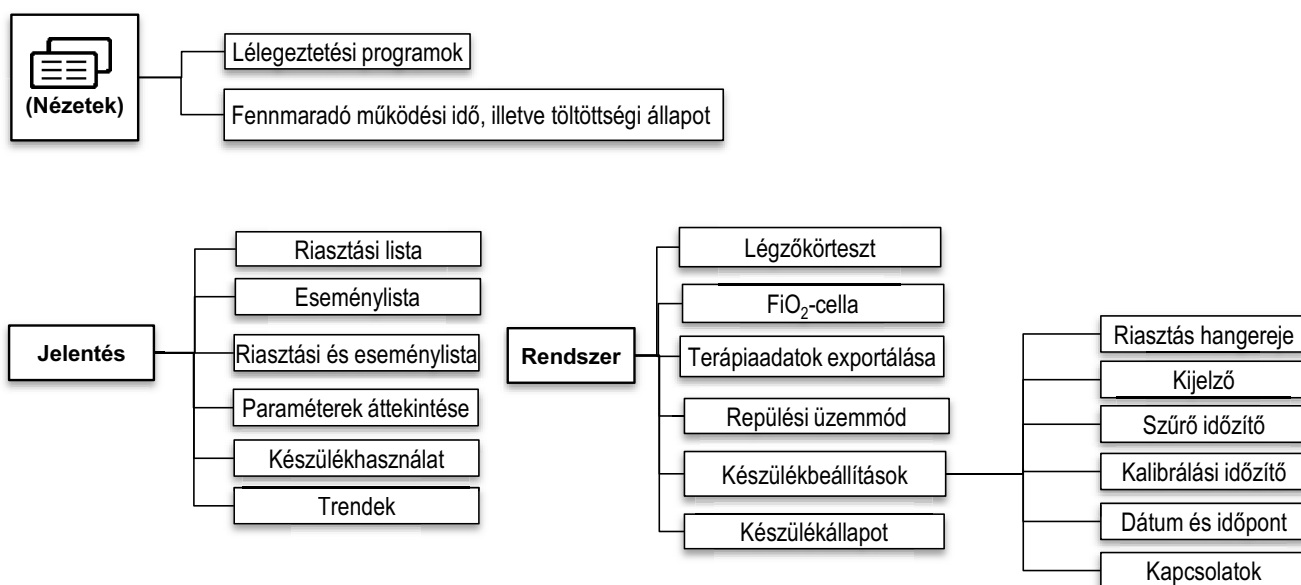 (Nézetek)
Lélegeztetési programok
Fennmaradó működési idő, illetve töltöttségi állapot
Jelentés
Riasztási lista
Eseménylista
Riasztási és eseménylista
Paraméterek áttekintése
Készülékhasználat
Trendek
Rendszer
Légzőkörteszt
FiO₂-cella
Terápiaadatok exportálása
Repülési üzemmód
Készülékbeállítások
Készülékállapot
Riasztás hangereje
Kijelző
Szűrő időzítő
Kalibrálási időzítő
Dátum és időpont
Kapcsolatok